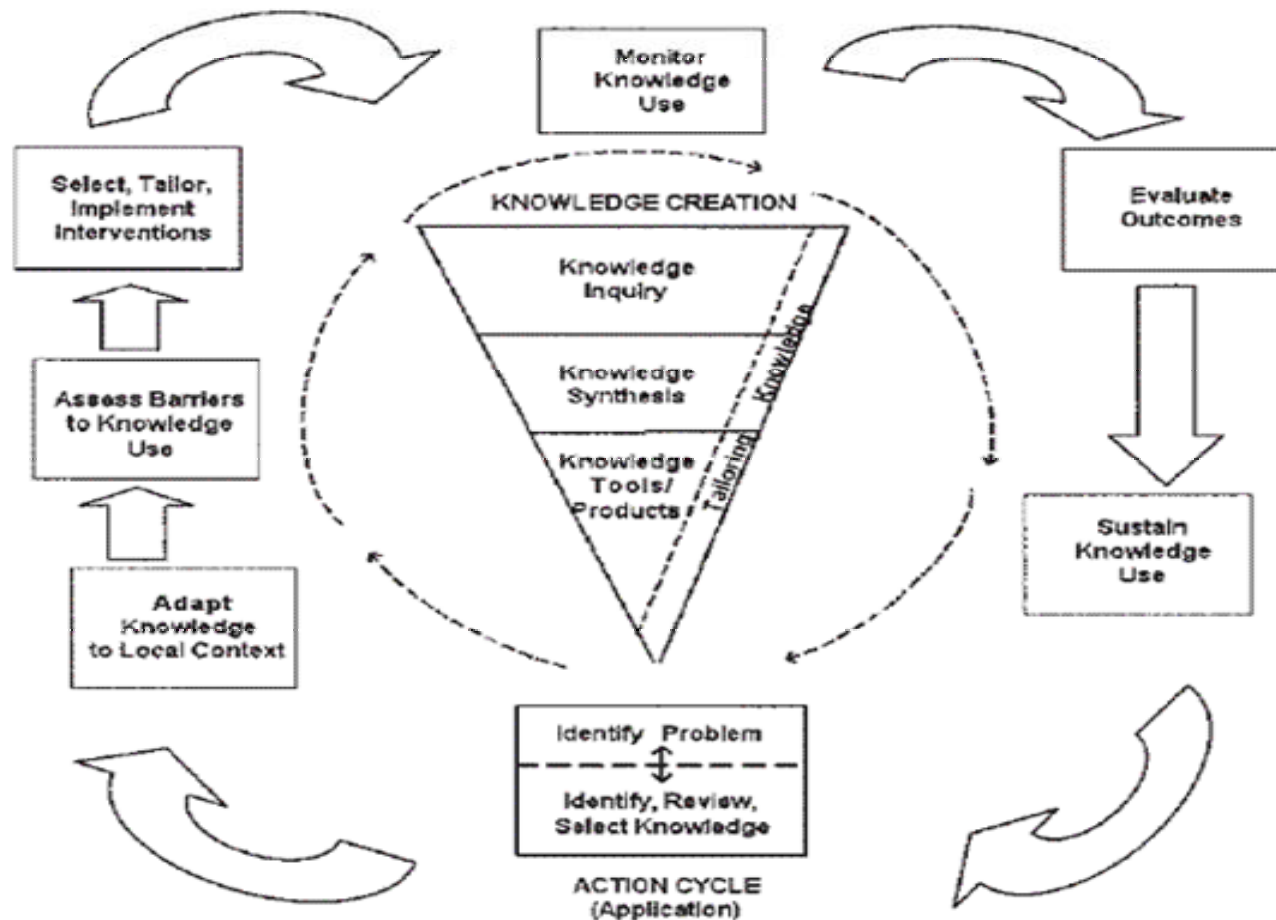 Monitor
Knowledge
Use
Select, Tailor,
Implement
Interventions
Evaluate
Outcomes
KNOWLEDGE CREATION
Knowledge
Inquiry
Knowledge
Synthesis
Knowledge
Tools/
Products
Tailoring Knowledge
Assess Barriers
to Knowledge
Use
Sustain
Knowledge
Use
Adapt
Knowledge
to Local Context
Identify Problem
Identify, Review,
Select Knowledge
ACTION CYCLE
(Application)